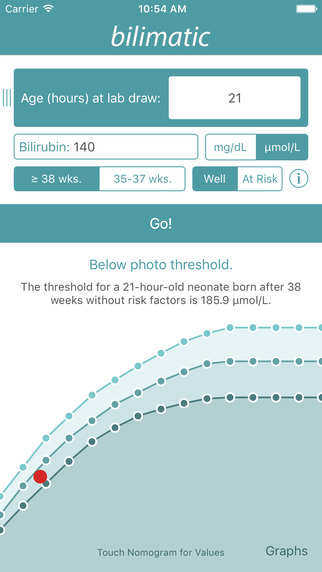 Carrier 10:54 AM
bilimatic
Age (hours) at lab draw: 21
Bilirubin: 140 mg/dL µmol/L
≥ 38 wks. 35-37 wks. Well At Risk i
Go!
Below photo threshold.
The threshold for a 21-hour-old neonate born after 38
weeks without risk factors is 185.9 µmol/L.
Touch Nomogram for Values Graphs